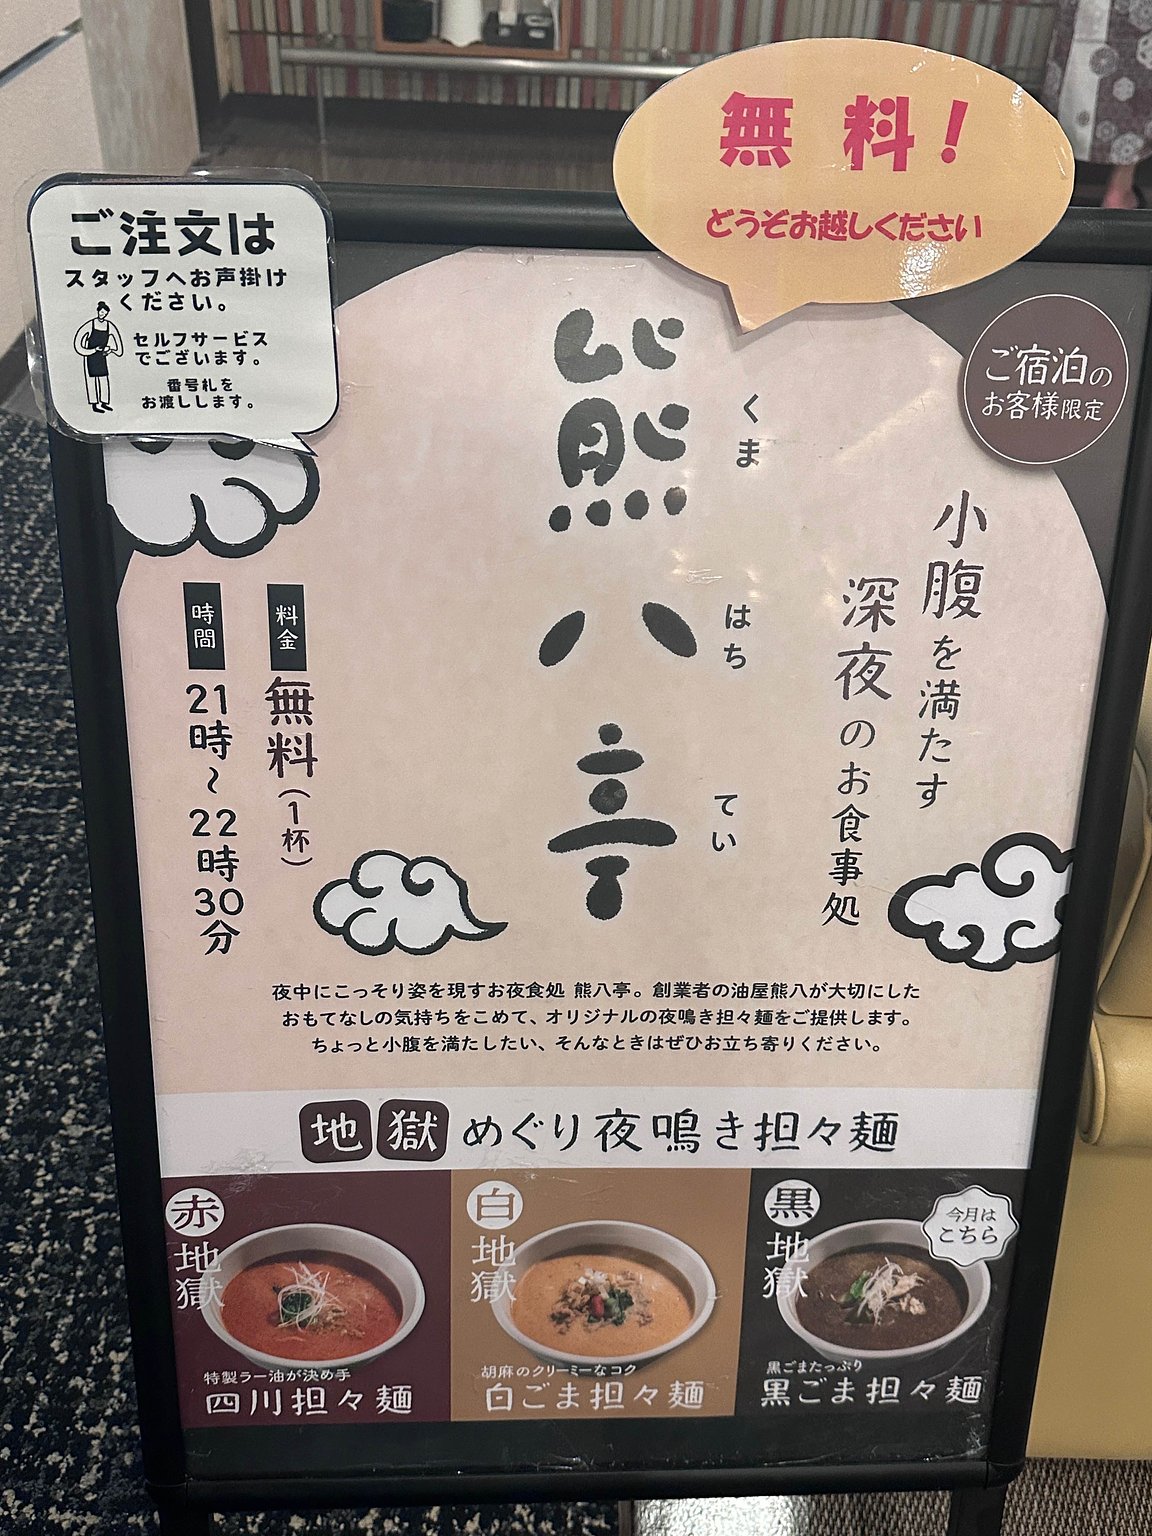 無料！
どうぞお越しください
ご注文は
スタッフへお声掛け
ください。
セルフサービス
でございます。
番号札を
お渡しします。
ご宿泊の
お客様限定
小腹を満たす
深夜のお食事処
くま はち てい
熊八亭
料金 無料（1杯）
時間 21時～22時30分
夜中にこっそり姿を現すお夜食処 熊八亭。創業者の油屋熊八が大切にした
おもてなしの気持ちをこめて、オリジナルの夜鳴き担々麺をご提供します。
ちょっと小腹を満たしたい、そんなときはぜひお立ち寄りください。
地獄めぐり夜鳴き担々麺
赤地獄
特製ラー油が決め手
四川担々麺
白地獄
胡麻のクリーミーなコク
白ごま担々麺
黒地獄
今月は
こちら
黒ごまたっぷり
黒ごま担々麺